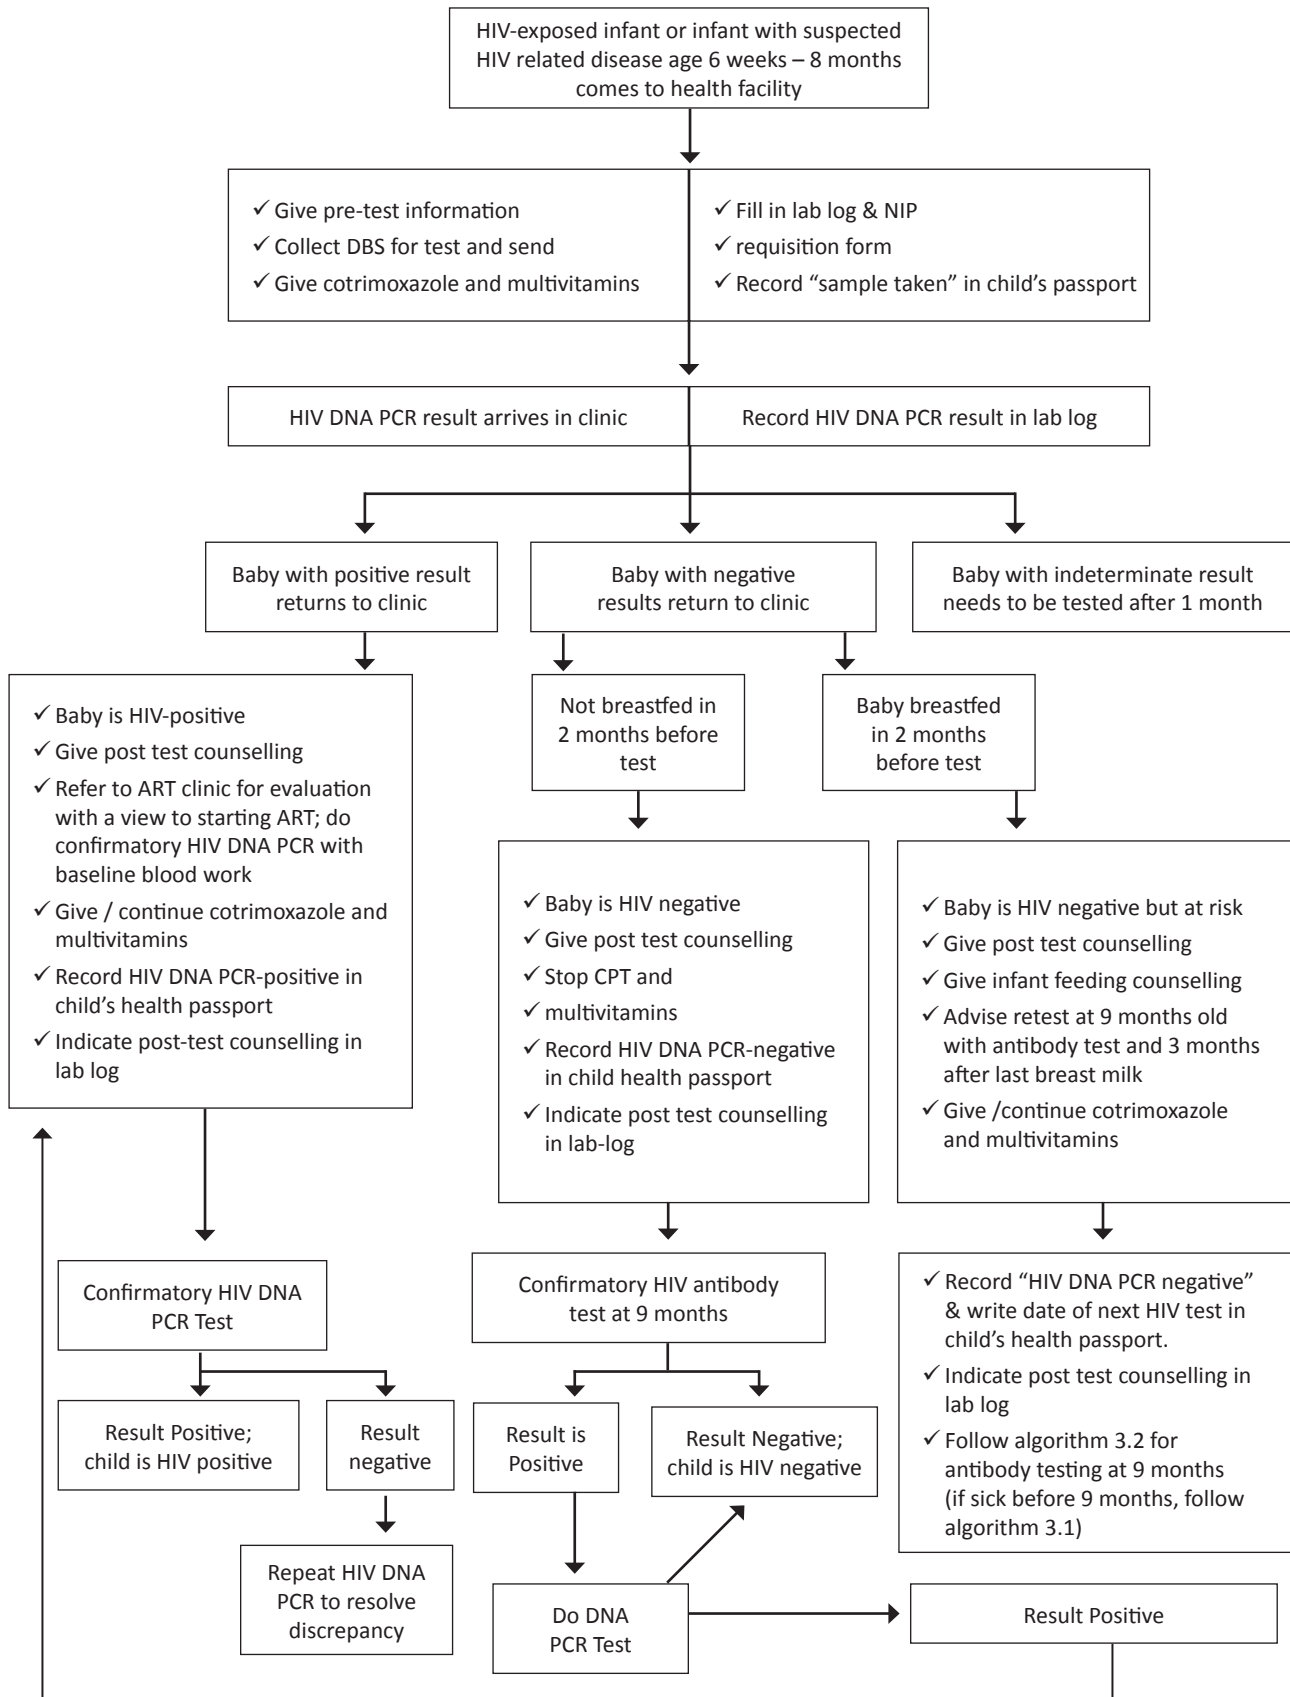 HIV-exposed infant or infant with suspected
HIV related disease age 6 weeks – 8 months
comes to health facility
✓ Give pre-test information
✓ Collect DBS for test and send
✓ Give cotrimoxazole and multivitamins
✓ Fill in lab log & NIP
✓ requisition form
✓ Record “sample taken” in child’s passport
HIV DNA PCR result arrives in clinic
Record HIV DNA PCR result in lab log
Baby with positive result
returns to clinic
Baby with negative
results return to clinic
Baby with indeterminate result
needs to be tested after 1 month
✓ Baby is HIV-positive
✓ Give post test counselling
✓ Refer to ART clinic for evaluation
with a view to starting ART; do
confirmatory HIV DNA PCR with
baseline blood work
✓ Give / continue cotrimoxazole and
multivitamins
✓ Record HIV DNA PCR-positive in
child’s health passport
✓ Indicate post-test counselling in
lab log
Not breastfed in
2 months before
test
Baby breastfed
in 2 months
before test
✓ Baby is HIV negative
✓ Give post test counselling
✓ Stop CPT and
✓ multivitamins
✓ Record HIV DNA PCR-negative
in child health passport
✓ Indicate post test counselling
in lab-log
✓ Baby is HIV negative but at risk
✓ Give post test counselling
✓ Give infant feeding counselling
✓ Advise retest at 9 months old
with antibody test and 3 months
after last breast milk
✓ Give /continue cotrimoxazole
and multivitamins
Confirmatory HIV DNA
PCR Test
Confirmatory HIV antibody
test at 9 months
✓ Record “HIV DNA PCR negative”
& write date of next HIV test in
child’s health passport.
✓ Indicate post test counselling in
lab log
✓ Follow algorithm 3.2 for
antibody testing at 9 months
(if sick before 9 months, follow
algorithm 3.1)
Result Positive;
child is HIV positive
Result
negative
Result is
Positive
Result Negative;
child is HIV negative
Repeat HIV DNA
PCR to resolve
discrepancy
Do DNA
PCR Test
Result Positive